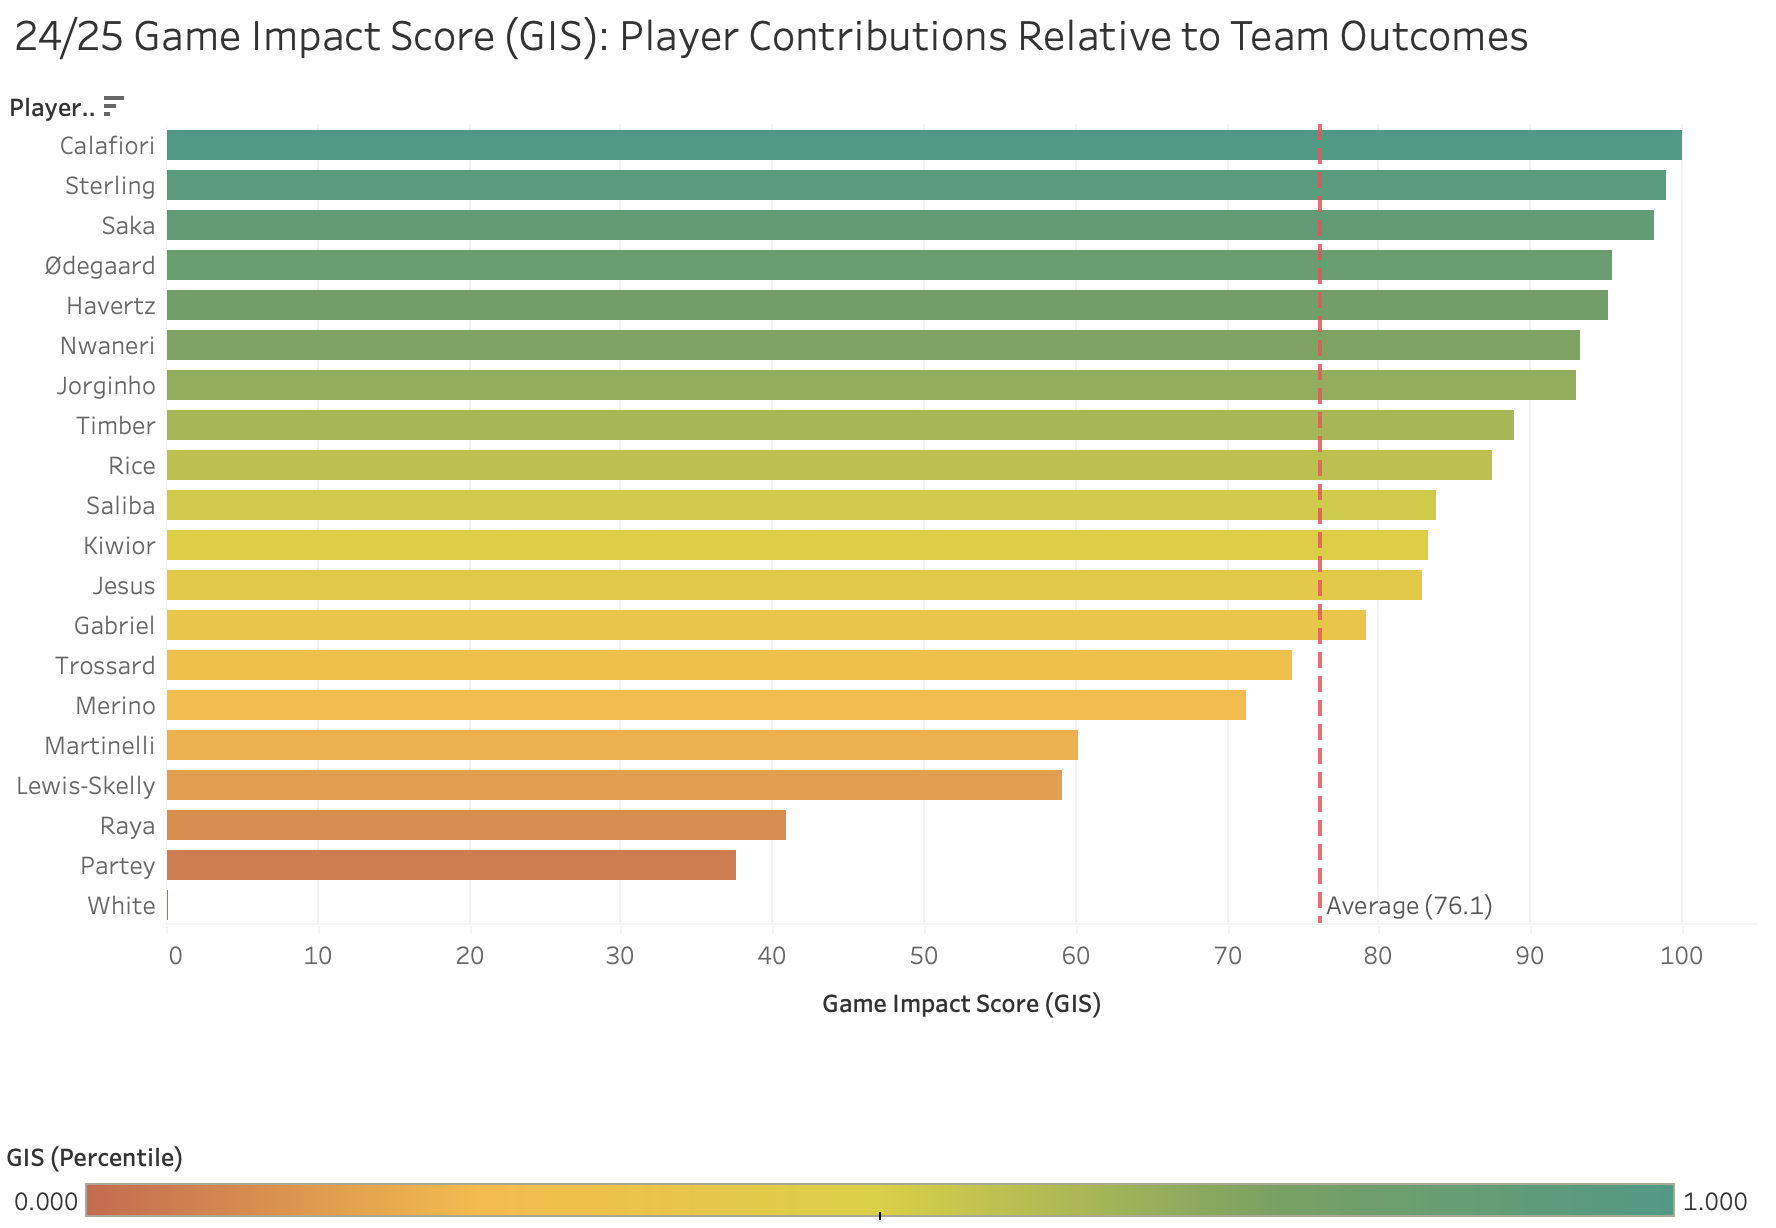 24/25 Game Impact Score (GIS): Player Contributions Relative to Team Outcomes
Player..
Calafiori
Sterling
Saka
Ødegaard
Havertz
Nwaneri
Jorginho
Timber
Rice
Saliba
Kiwior
Jesus
Gabriel
Trossard
Merino
Martinelli
Lewis-Skelly
Raya
Partey
White
Average (76.1)
0 10 20 30 40 50 60 70 80 90 100
Game Impact Score (GIS)
GIS (Percentile)
0.000 1.000